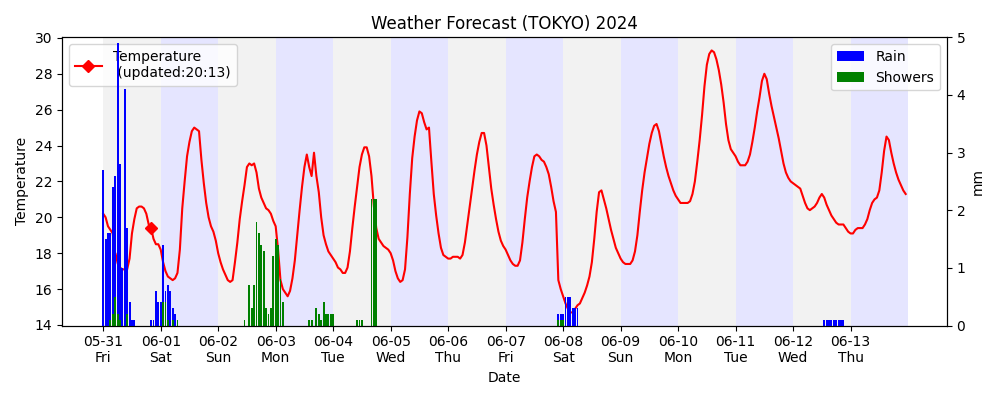 Weather Forecast (TOKYO) 2024
Temperature
(updated:20:13)
Rain
Showers
30
28
26
24
22
20
18
16
14
Temperature
5
4
3
2
1
0
mm
05-31 06-01 06-02 06-03 06-04 06-05 06-06 06-07 06-08 06-09 06-10 06-11 06-12 06-13
Fri Sat Sun Mon Tue Wed Thu Fri Sat Sun Mon Tue Wed Thu
Date